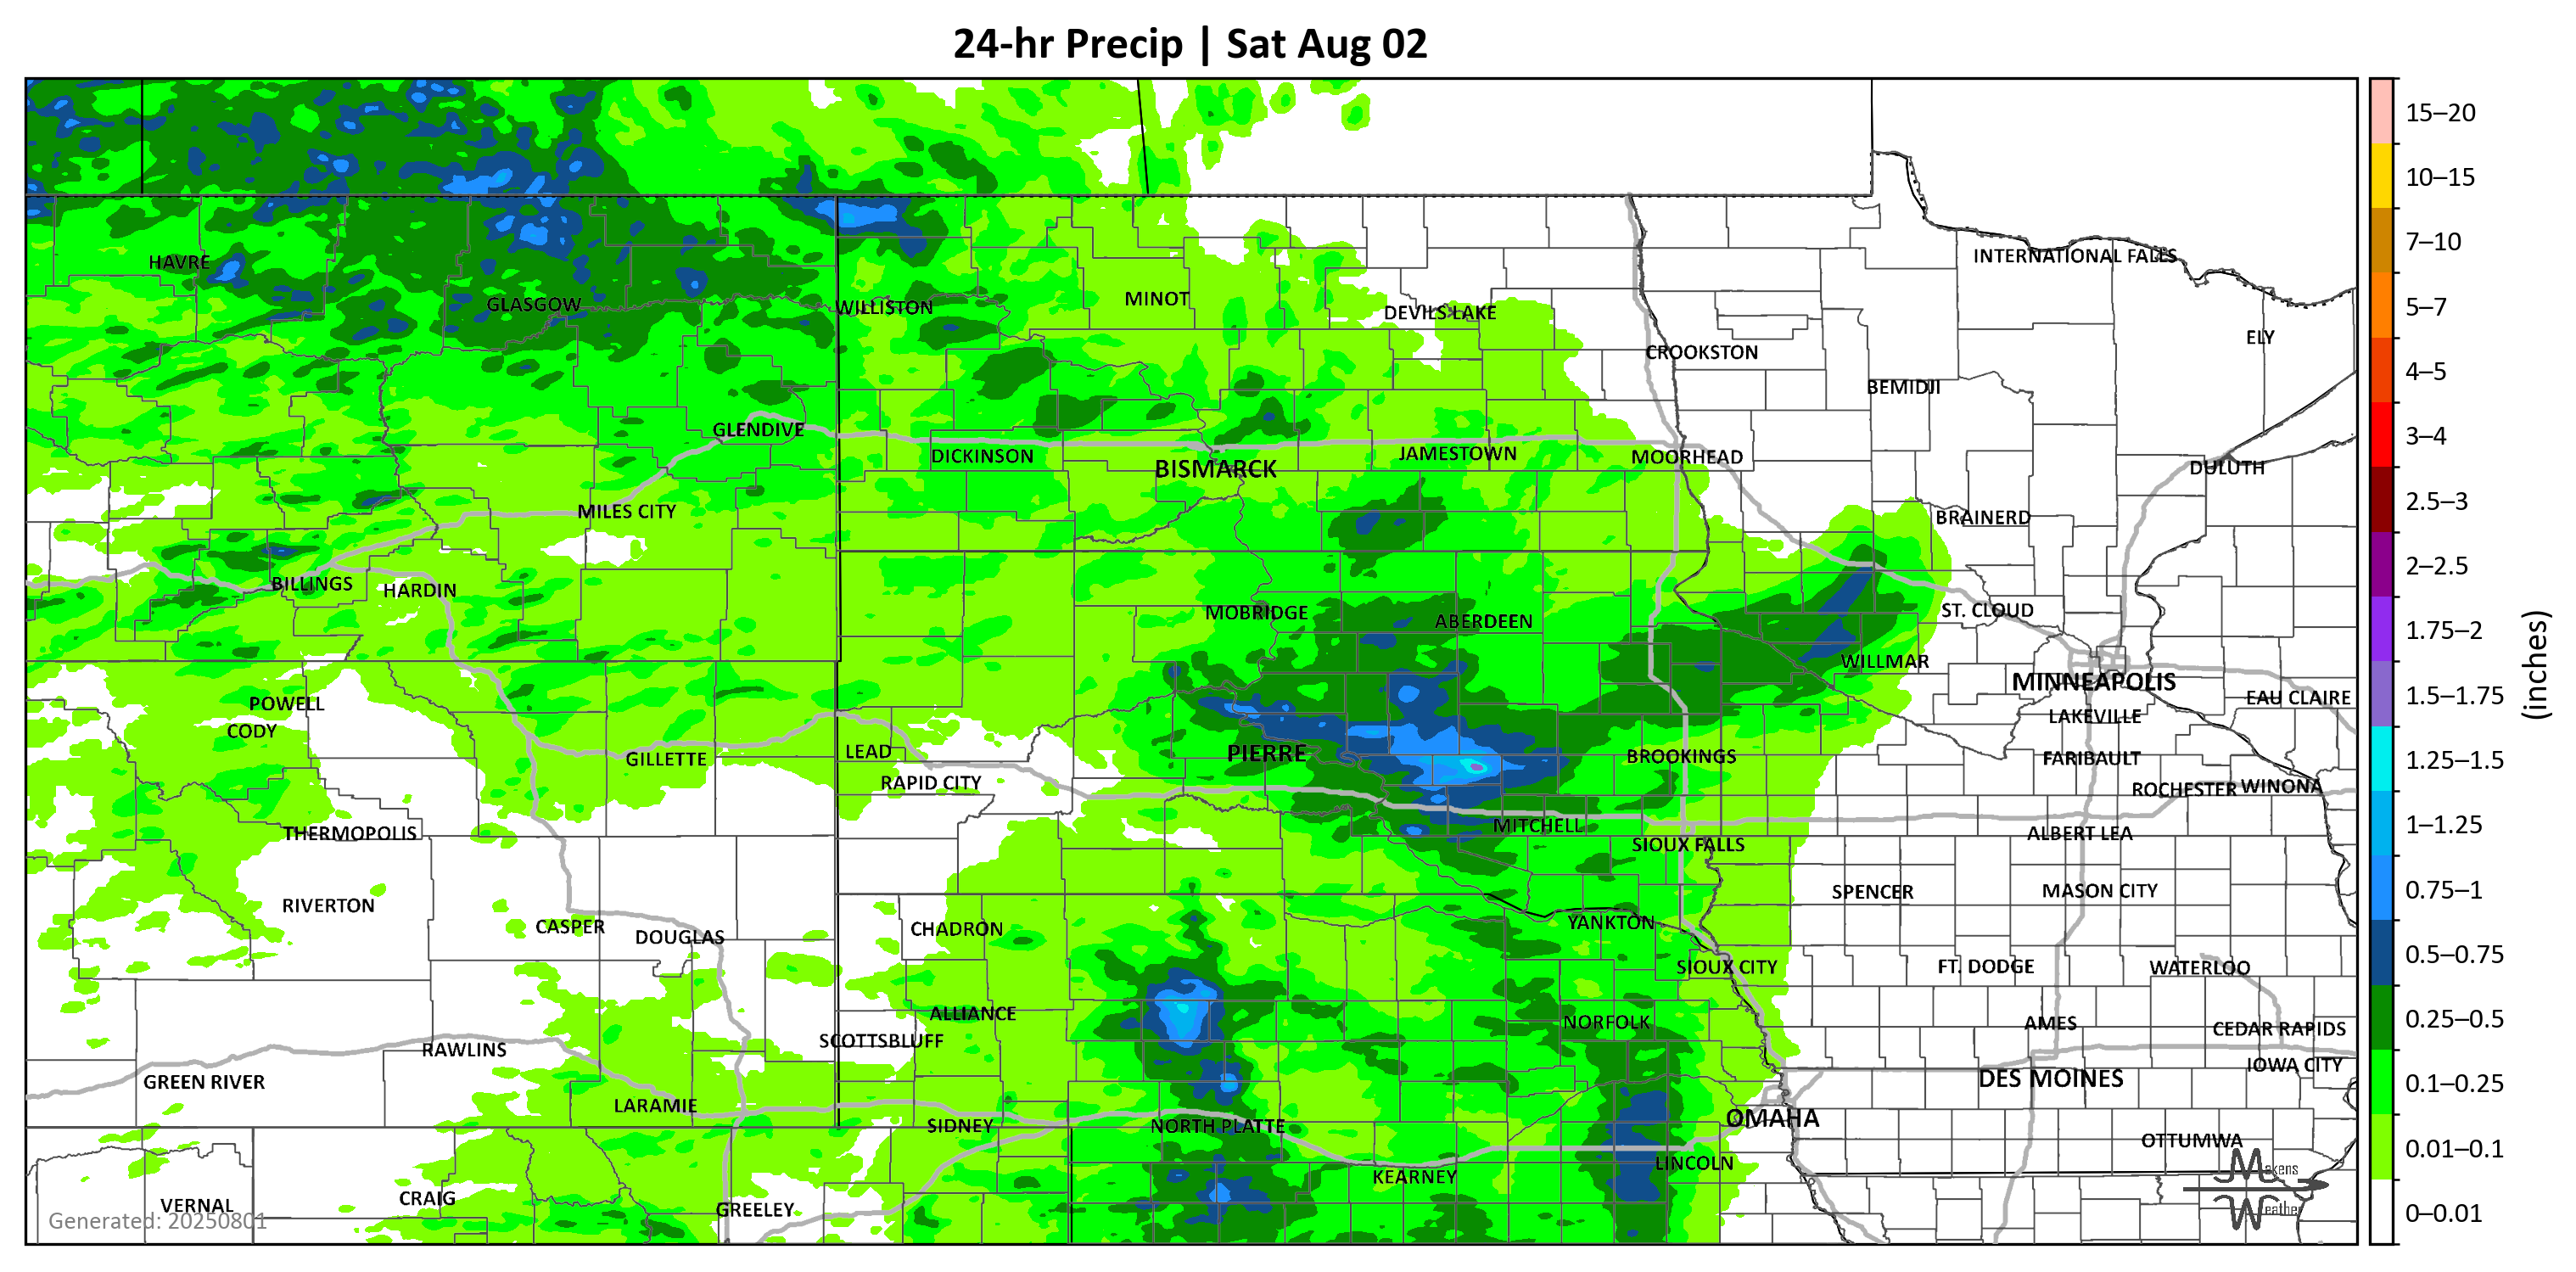 24-hr Precip | Sat Aug 02
15–20
10–15
7–10
5–7
4–5
3–4
2.5–3
2–2.5
1.75–2
1.5–1.75
1.25–1.5
1–1.25
0.75–1
0.5–0.75
0.25–0.5
0.1–0.25
0.01–0.1
0–0.01
(inches)
HAVRE
INTERNATIONAL FALLS
GLASGOW
WILLISTON
MINOT
DEVILS LAKE
ELY
CROOKSTON
BEMIDJI
GLENDIVE
DICKINSON
BISMARCK
JAMESTOWN
MOORHEAD
DULUTH
MILES CITY
BRAINERD
BILLINGS
HARDIN
MOBRIDGE
ABERDEEN
ST. CLOUD
WILLMAR
MINNEAPOLIS
POWELL
EAU CLAIRE
CODY
LAKEVILLE
GILLETTE
LEAD
PIERRE
BROOKINGS
FARIBAULT
RAPID CITY
ROCHESTER
WINONA
THERMOPOLIS
MITCHELL
ALBERT LEA
SIOUX FALLS
RIVERTON
SPENCER
MASON CITY
CASPER
DOUGLAS
CHADRON
YANKTON
SIOUX CITY
FT. DODGE
WATERLOO
ALLIANCE
NORFOLK
AMES
CEDAR RAPIDS
RAWLINS
SCOTTSBLUFF
IOWA CITY
GREEN RIVER
DES MOINES
LARAMIE
SIDNEY
NORTH PLATTE
OMAHA
OTTUMWA
LINCOLN
KEARNEY
VERNAL
CRAIG
GREELEY
Generated: 20250801
Makens
Weather